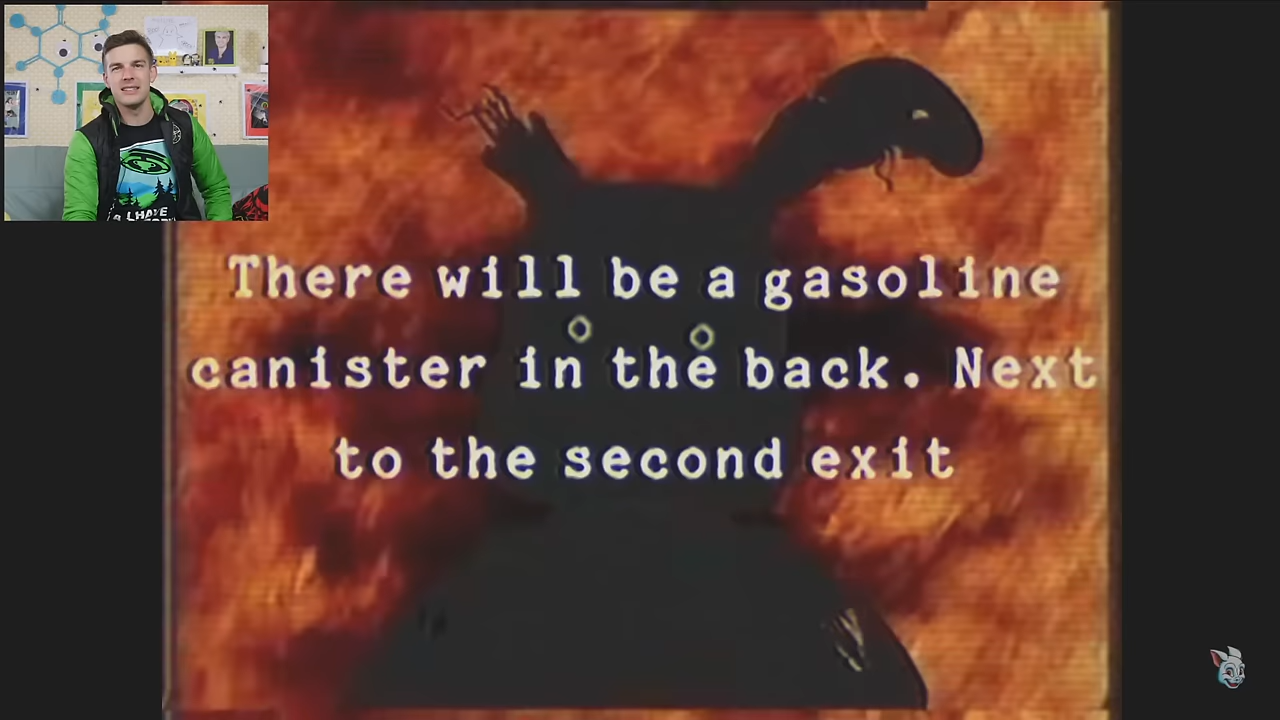 There will be a gasoline
canister in the back. Next
to the second exit